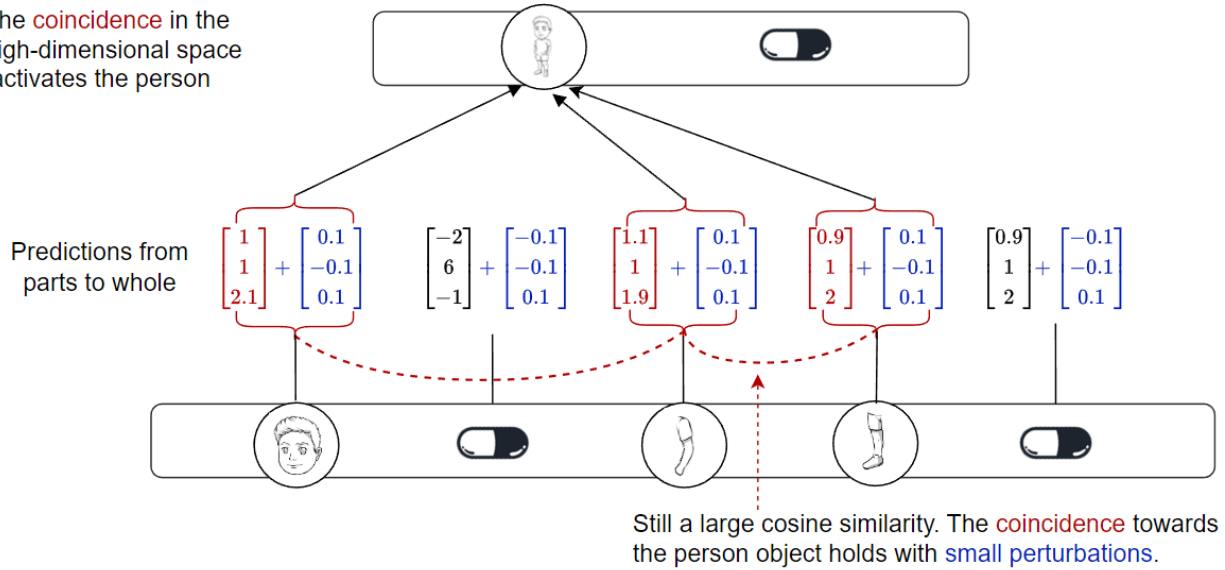 he coincidence in the
igh-dimensional space
activates the person
Predictions from
parts to whole
[1 1 2.1] + [0.1 −0.1 0.1]
[−2 6 −1] + [−0.1 −0.1 0.1]
[1.1 1 1.9] + [0.1 −0.1 0.1]
[0.9 1 2] + [0.1 −0.1 0.1]
[0.9 1 2] + [−0.1 −0.1 0.1]
Still a large cosine similarity. The coincidence towards
the person object holds with small perturbations.